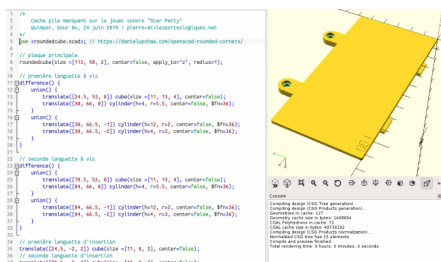 /*
Cache pile manquant sur le jouet sonore "Star Party"
Quimper, Dour Ru, 24 juin 2019 / pierre<at>lesporteslogiques.net
*/
use <roundedcube.scad>; // https://danielupshaw.com/openscad-rounded-corners/
// plaque principale
roundedcube(size =[113, 58, 2], center=false, apply_to="z", radius=1);
// première languette à vis
difference() {
union() {
translate([24.5, 53, 0]) cube(size =[11, 13, 4], center=false);
translate([30, 66, 0]) cylinder(h=4, r=5.5, center=false, $fn=36);
}
union() {
translate([30, 66.5, -1]) cylinder(h=12, r=2, center=false, $fn=36);
translate([30, 66.5, -2]) cylinder(h=4, r=3, center=false, $fn=36);
}
}
// seconde languette à vis
difference() {
union() {
translate([78.5, 53, 0]) cube(size =[11, 13, 4], center=false);
translate([84, 66, 0]) cylinder(h=4, r=5.5, center=false, $fn=36);
}
union() {
translate([84, 66.5, -1]) cylinder(h=12, r=2, center=false, $fn=36);
translate([84, 66.5, -2]) cylinder(h=4, r=3, center=false, $fn=36);
}
}
// première languette d'insertion
translate([24.5, -2, 2]) cube(size =[11, 8, 2], center=false);
// seconde languette d'insertion
Console
Compiling design (CSG Tree generation)...
Compiling design (CSG Products generation)...
Geometries in cache: 127
Geometry cache size in bytes: 1490864
CGAL Polyhedrons in cache: 72
CGAL cache size in bytes: 40730192
Compiling design (CSG Products normalization)...
Normalized CSG tree has 15 elements
Compile and preview finished.
Total rendering time: 0 hours, 0 minutes, 0 seconds